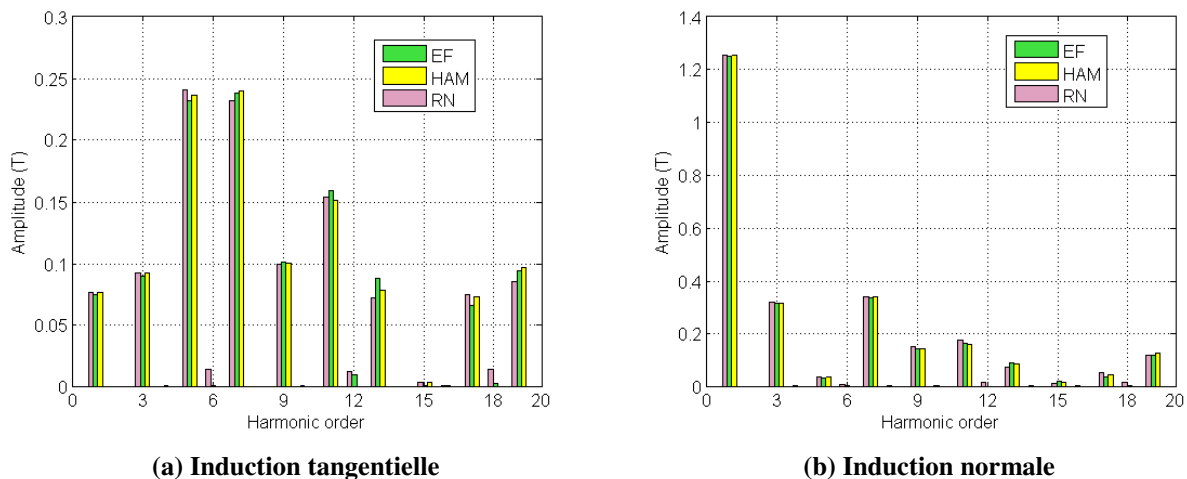 0.3
0.25
0.2
0.15
0.1
0.05
0
Amplitude (T)
EF
HAM
RN
0 3 6 9 12 15 18 20
Harmonic order
(a) Induction tangentielle
1.4
1.2
1
0.8
0.6
0.4
0.2
0
Amplitude (T)
EF
HAM
RN
0 3 6 9 12 15 18 20
Harmonic order
(b) Induction normale